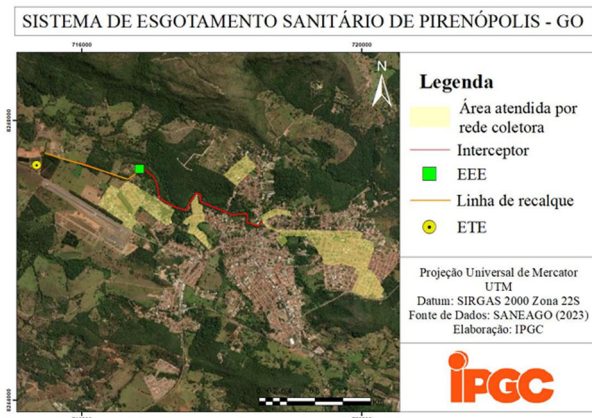 SISTEMA DE ESGOTAMENTO SANITÁRIO DE PIRENÓPOLIS - GO
716000
720000
8248000
8244000
N
Legenda
Área atendida por
rede coletora
Interceptor
EEE
Linha de recalque
ETE
Projeção Universal de Mercator
UTM
Datum: SIRGAS 2000 Zona 22S
Fonte de Dados: SANEAGO (2023)
Elaboração: IPGC
IPGC